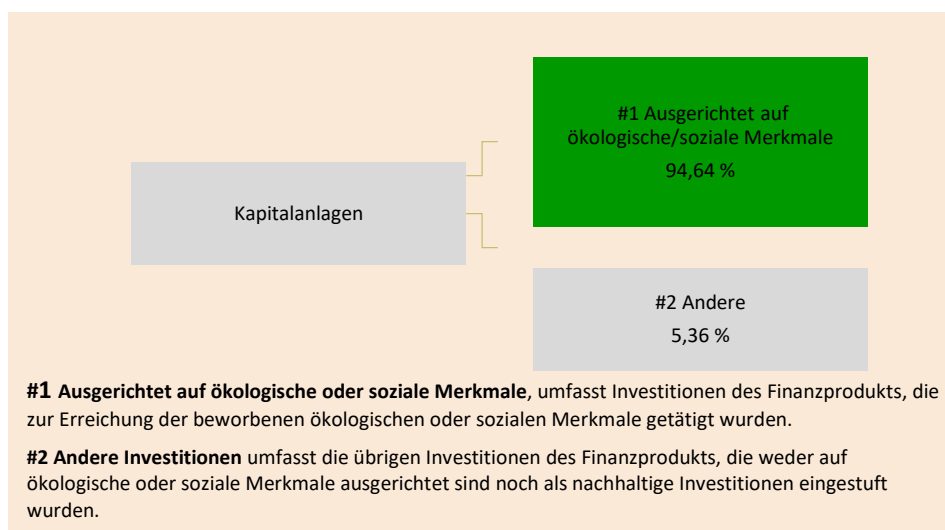 #1 Ausgerichtet auf
ökologische/soziale Merkmale
94,64 %
Kapitalanlagen
#2 Andere
5,36 %
#1 Ausgerichtet auf ökologische oder soziale Merkmale, umfasst Investitionen des Finanzprodukts, die
zur Erreichung der beworbenen ökologischen oder sozialen Merkmale getätigt wurden.
#2 Andere Investitionen umfasst die übrigen Investitionen des Finanzprodukts, die weder auf
ökologische oder soziale Merkmale ausgerichtet sind noch als nachhaltige Investitionen eingestuft
wurden.